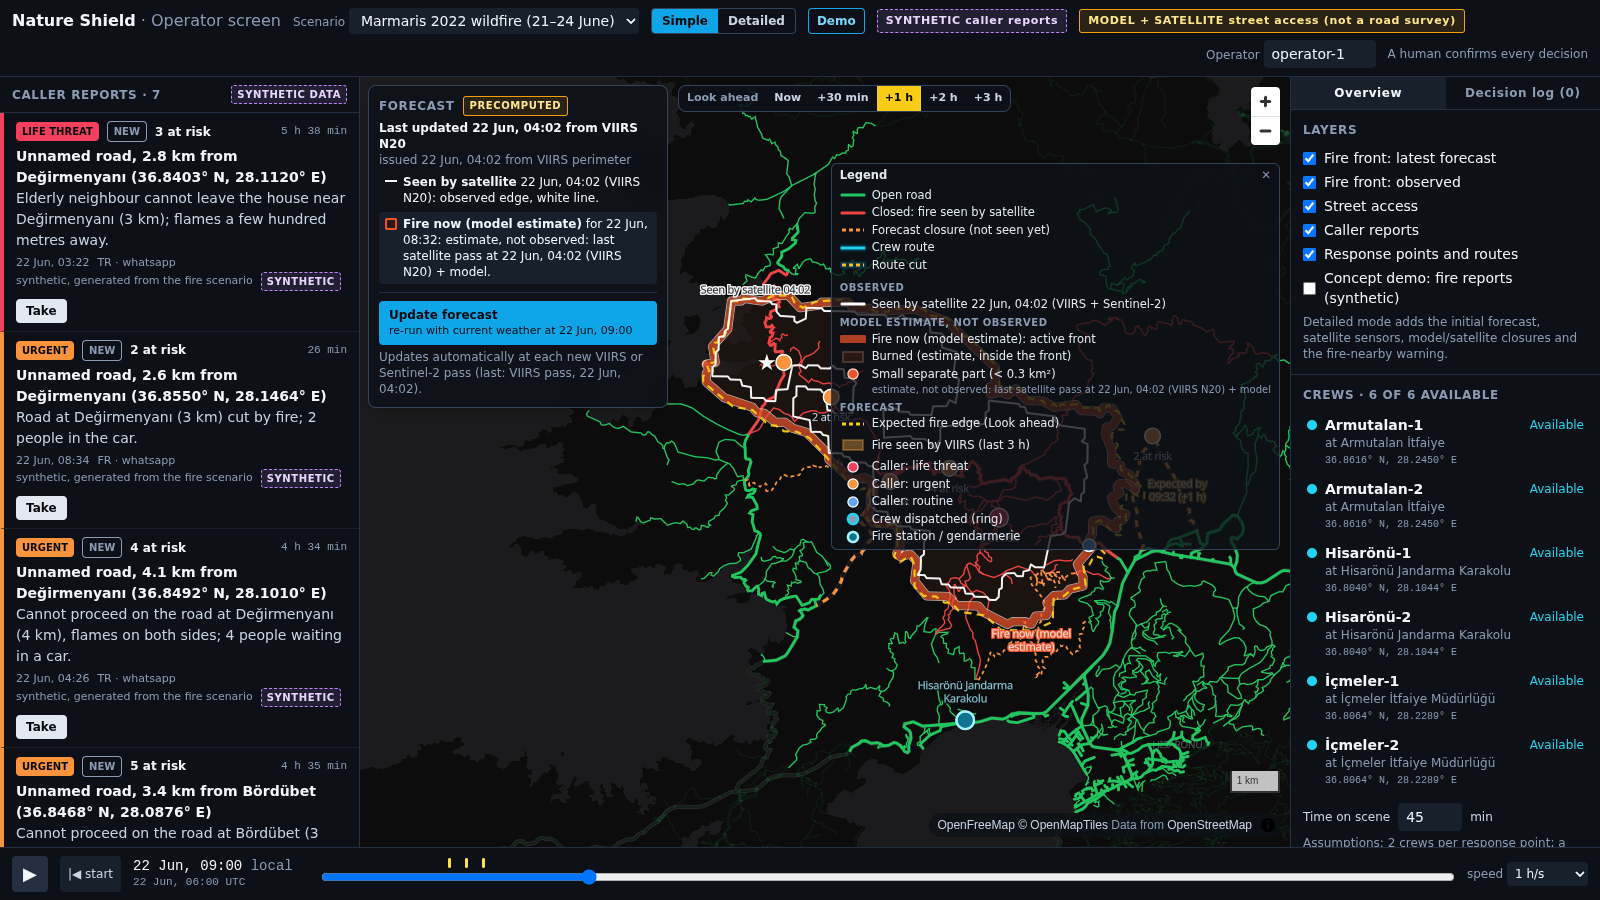 Nature Shield · Operator screen
Scenario
Marmaris 2022 wildfire (21–24 June)
Simple
Detailed
Demo
SYNTHETIC caller reports
MODEL + SATELLITE street access (not a road survey)
Operator
operator-1
A human confirms every decision
CALLER REPORTS · 7
SYNTHETIC DATA
LIFE THREAT
NEW
3 at risk
5 h 38 min
Unnamed road, 2.8 km from
Değirmenyanı (36.8403° N, 28.1120° E)
Elderly neighbour cannot leave the house near
Değirmenyanı (3 km); flames a few hundred
metres away.
22 Jun, 03:22 TR · whatsapp
synthetic, generated from the fire scenario
SYNTHETIC
Take
URGENT
NEW
2 at risk
26 min
Unnamed road, 2.6 km from
Değirmenyanı (36.8550° N, 28.1464° E)
Road at Değirmenyanı (3 km) cut by fire; 2
people in the car.
22 Jun, 08:34 FR · whatsapp
synthetic, generated from the fire scenario
SYNTHETIC
Take
URGENT
NEW
4 at risk
4 h 34 min
Unnamed road, 4.1 km from
Değirmenyanı (36.8492° N, 28.1010° E)
Cannot proceed on the road at Değirmenyanı
(4 km), flames on both sides; 4 people waiting
in a car.
22 Jun, 04:26 TR · whatsapp
synthetic, generated from the fire scenario
SYNTHETIC
Take
URGENT
NEW
5 at risk
4 h 35 min
Unnamed road, 3.4 km from Bördübet
(36.8468° N, 28.0876° E)
Cannot proceed on the road at Bördübet (3
FORECAST
PRECOMPUTED
Last updated 22 Jun, 04:02 from VIIRS
N20
issued 22 Jun, 04:02 from VIIRS perimeter
Seen by satellite 22 Jun, 04:02 (VIIRS
N20): observed edge, white line.
Fire now (model estimate) for 22 Jun,
08:32: estimate, not observed: last
satellite pass at 22 Jun, 04:02 (VIIRS
N20) + model.
Update forecast
re-run with current weather at 22 Jun, 09:00
Updates automatically at each new VIIRS or
Sentinel-2 pass (last: VIIRS pass, 22 Jun,
04:02).
Look ahead
Now
+30 min
+1 h
+2 h
+3 h
+
−
Legend
×
Open road
Closed: fire seen by satellite
Forecast closure (not seen yet)
Crew route
Route cut
OBSERVED
Seen by satellite 22 Jun, 04:02 (VIIRS + Sentinel-2)
MODEL ESTIMATE, NOT OBSERVED
Fire now (model estimate): active front
Burned (estimate, inside the front)
Small separate part (< 0.3 km²)
estimate, not observed: last satellite pass at 22 Jun, 04:02 (VIIRS N20) + model
FORECAST
Expected fire edge (Look ahead)
Fire seen by VIIRS (last 3 h)
Caller: life threat
Caller: urgent
Caller: routine
Crew dispatched (ring)
Fire station / gendarmerie
Seen by satellite 04:02
2 at risk
2 at risk
Expected by
09:32 (+1 h)
Fire now (model
estimate)
Hisarönü Jandarma
Karakolu
1 km
OpenFreeMap © OpenMapTiles Data from OpenStreetMap
Overview
Decision log (0)
LAYERS
Fire front: latest forecast
Fire front: observed
Street access
Caller reports
Response points and routes
Concept demo: fire reports
(synthetic)
Detailed mode adds the initial forecast,
satellite sensors, model/satellite closures and
the fire-nearby warning.
CREWS · 6 OF 6 AVAILABLE
Armutalan-1
Available
at Armutalan İtfaiye
36.8616° N, 28.2450° E
Armutalan-2
Available
at Armutalan İtfaiye
36.8616° N, 28.2450° E
Hisarönü-1
Available
at Hisarönü Jandarma Karakolu
36.8040° N, 28.1044° E
Hisarönü-2
Available
at Hisarönü Jandarma Karakolu
36.8040° N, 28.1044° E
İçmeler-1
Available
at İçmeler İtfaiye Müdürlüğü
36.8064° N, 28.2289° E
İçmeler-2
Available
at İçmeler İtfaiye Müdürlüğü
36.8064° N, 28.2289° E
Time on scene
45
min
Assumptions: 2 crews per response point; a
start
22 Jun, 09:00 local
22 Jun, 06:00 UTC
speed
1 h/s